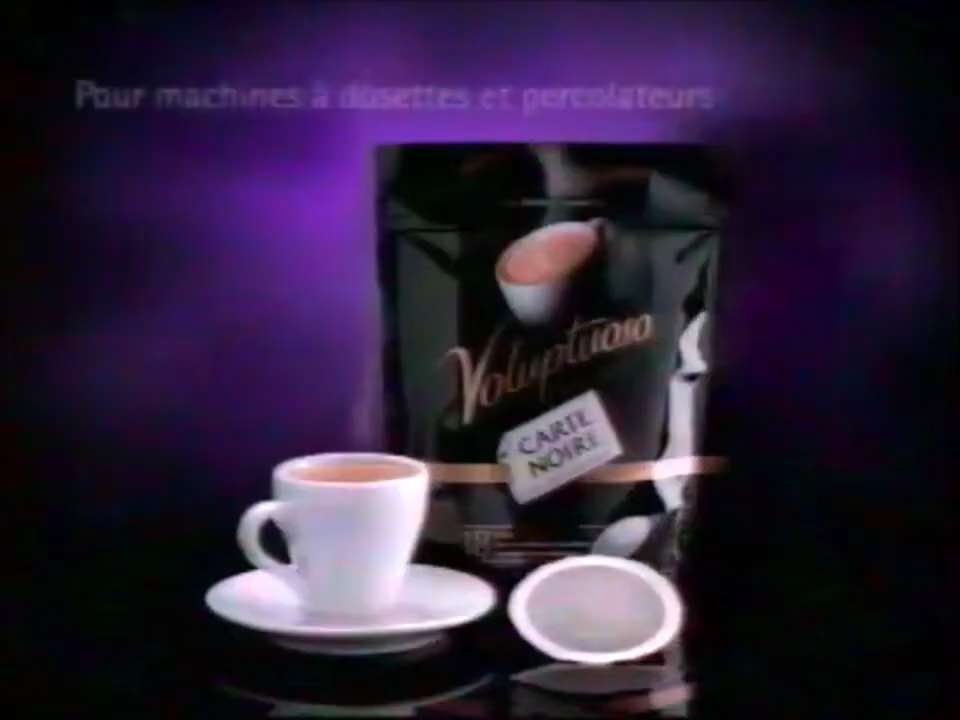 Pour machines à dosettes et percolateurs
Voluptuoso
CARTE
NOIRE